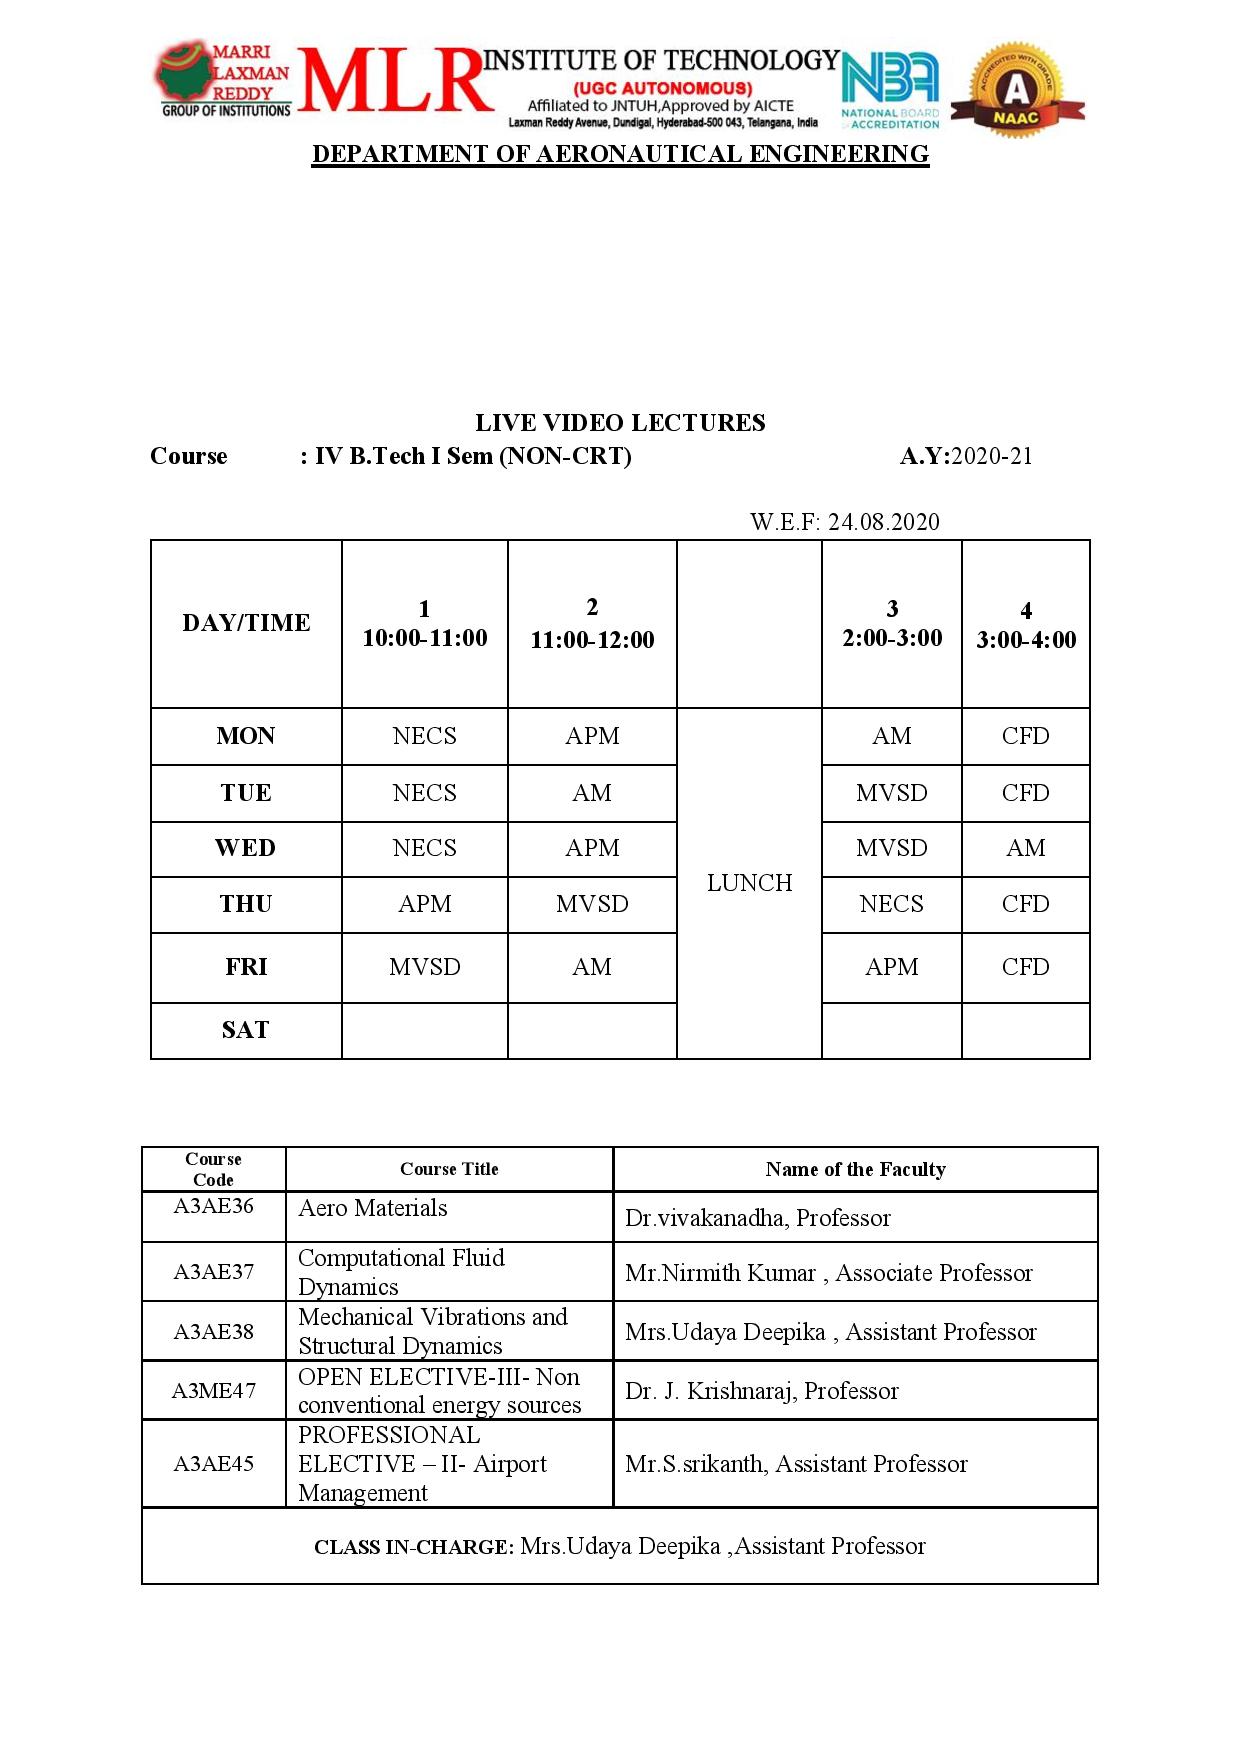 MARRI
LAXMAN
REDDY
GROUP OF INSTITUTIONS
MLR INSTITUTE OF TECHNOLOGY
(UGC AUTONOMOUS)
Affiliated to JNTUH,Approved by AICTE
Laxman Reddy Avenue, Dundigal, Hyderabad-500 043, Telangana, India
NBA
NATIONAL BOARD
of ACCREDITATION
ACCREDITED WITH GRADE
A
NAAC
DEPARTMENT OF AERONAUTICAL ENGINEERING
LIVE VIDEO LECTURES
Course : IV B.Tech I Sem (NON-CRT) A.Y:2020-21
W.E.F: 24.08.2020
DAY/TIME 1 10:00-11:00 2 11:00-12:00 3 2:00-3:00 4 3:00-4:00
MON NECS APM AM CFD
TUE NECS AM MVSD CFD
WED NECS APM MVSD AM
LUNCH
THU APM MVSD NECS CFD
FRI MVSD AM APM CFD
SAT
Course
Code
Course Title
Name of the Faculty
A3AE36
Aero Materials
Dr.vivakanadha, Professor
A3AE37
Computational Fluid
Dynamics
Mr.Nirmith Kumar , Associate Professor
A3AE38
Mechanical Vibrations and
Structural Dynamics
Mrs.Udaya Deepika , Assistant Professor
A3ME47
OPEN ELECTIVE-III- Non
conventional energy sources
Dr. J. Krishnaraj, Professor
A3AE45
PROFESSIONAL
ELECTIVE – II- Airport
Management
Mr.S.srikanth, Assistant Professor
CLASS IN-CHARGE: Mrs.Udaya Deepika ,Assistant Professor